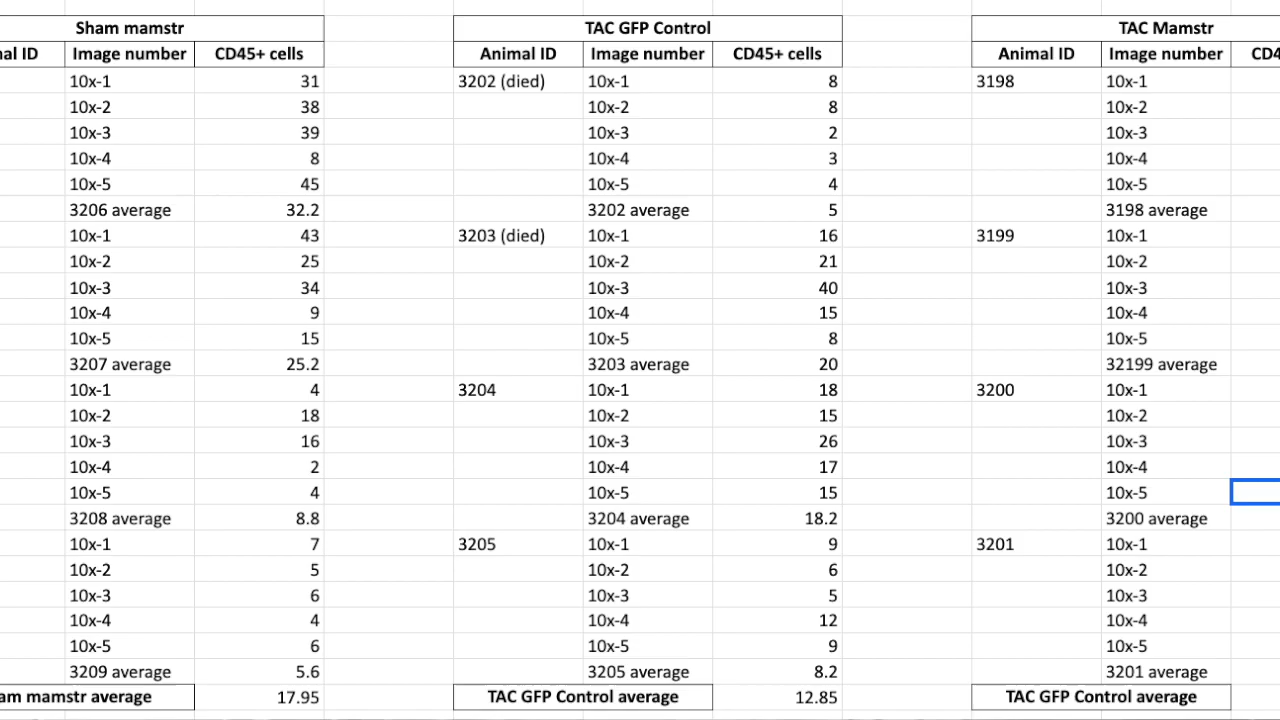 Sham mamstr TAC GFP Control TAC Mamstr
al ID Image number CD45+ cells Animal ID Image number CD45+ cells Animal ID Image number CD4
10x-1 31 3202 (died) 10x-1 8 3198 10x-1
10x-2 38 10x-2 8 10x-2
10x-3 39 10x-3 2 10x-3
10x-4 8 10x-4 3 10x-4
10x-5 45 10x-5 4 10x-5
3206 average 32.2 3202 average 5 3198 average
10x-1 43 3203 (died) 10x-1 16 3199 10x-1
10x-2 25 10x-2 21 10x-2
10x-3 34 10x-3 40 10x-3
10x-4 9 10x-4 15 10x-4
10x-5 15 10x-5 8 10x-5
3207 average 25.2 3203 average 20 32199 average
10x-1 4 3204 10x-1 18 3200 10x-1
10x-2 18 10x-2 15 10x-2
10x-3 16 10x-3 26 10x-3
10x-4 2 10x-4 17 10x-4
10x-5 4 10x-5 15 10x-5
3208 average 8.8 3204 average 18.2 3200 average
10x-1 7 3205 10x-1 9 3201 10x-1
10x-2 5 10x-2 6 10x-2
10x-3 6 10x-3 5 10x-3
10x-4 4 10x-4 12 10x-4
10x-5 6 10x-5 9 10x-5
3209 average 5.6 3205 average 8.2 3201 average
am mamstr average 17.95 TAC GFP Control average 12.85 TAC GFP Control average